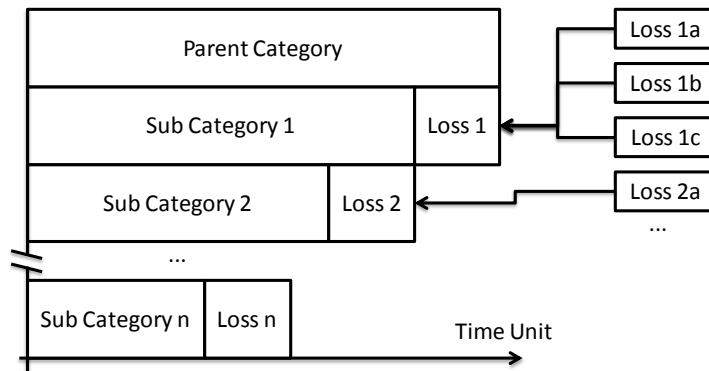 Parent Category
Loss 1a
Loss 1b
Sub Category 1
Loss 1
Loss 1c
Sub Category 2
Loss 2
Loss 2a
...
...
Sub Category n
Loss n
Time Unit